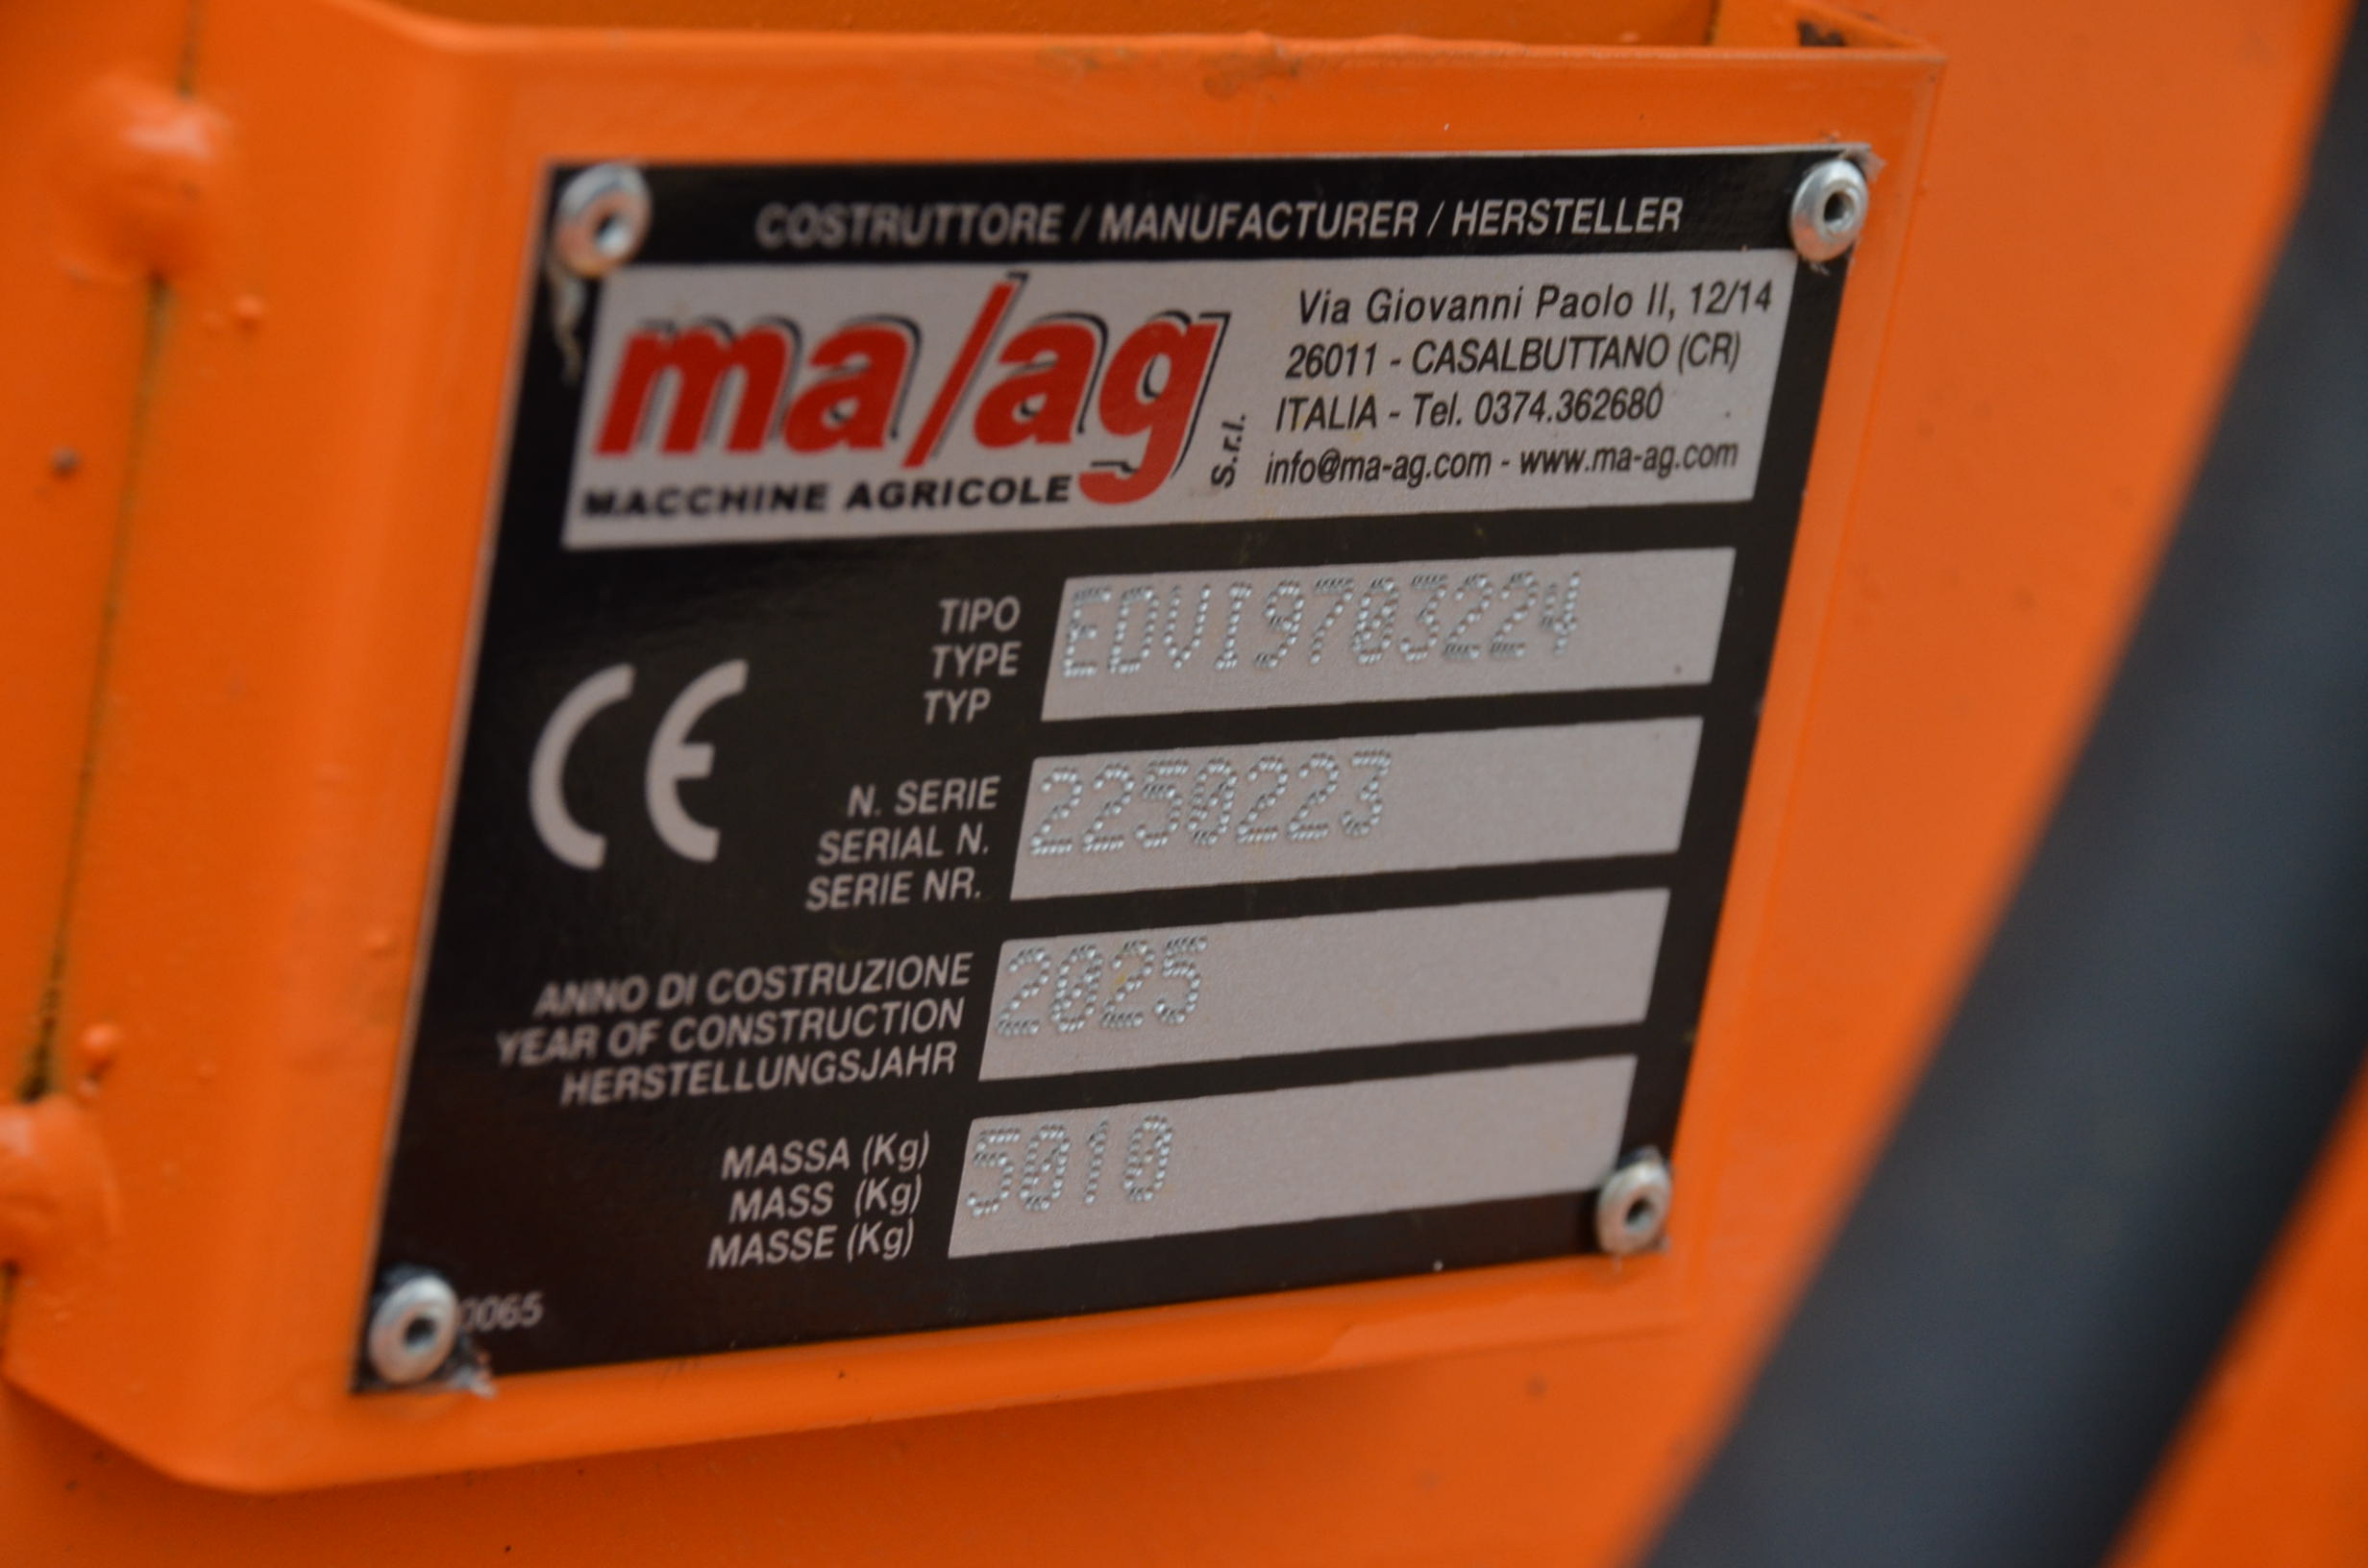 COSTRUTTORE / MANUFACTURER / HERSTELLER
ma/ag
MACCHINE AGRICOLE
S.r.l.
Via Giovanni Paolo II, 12/14
26011 - CASALBUTTANO (CR)
ITALIA - Tel. 0374.362680
info@ma-ag.com - www.ma-ag.com
CE
TIPO
TYPE
TYP
EDVI9703224
N. SERIE
SERIAL N.
SERIE NR.
2250223
ANNO DI COSTRUZIONE
YEAR OF CONSTRUCTION
HERSTELLUNGSJAHR
2025
MASSA (Kg)
MASS (Kg)
MASSE (Kg)
5010
0065